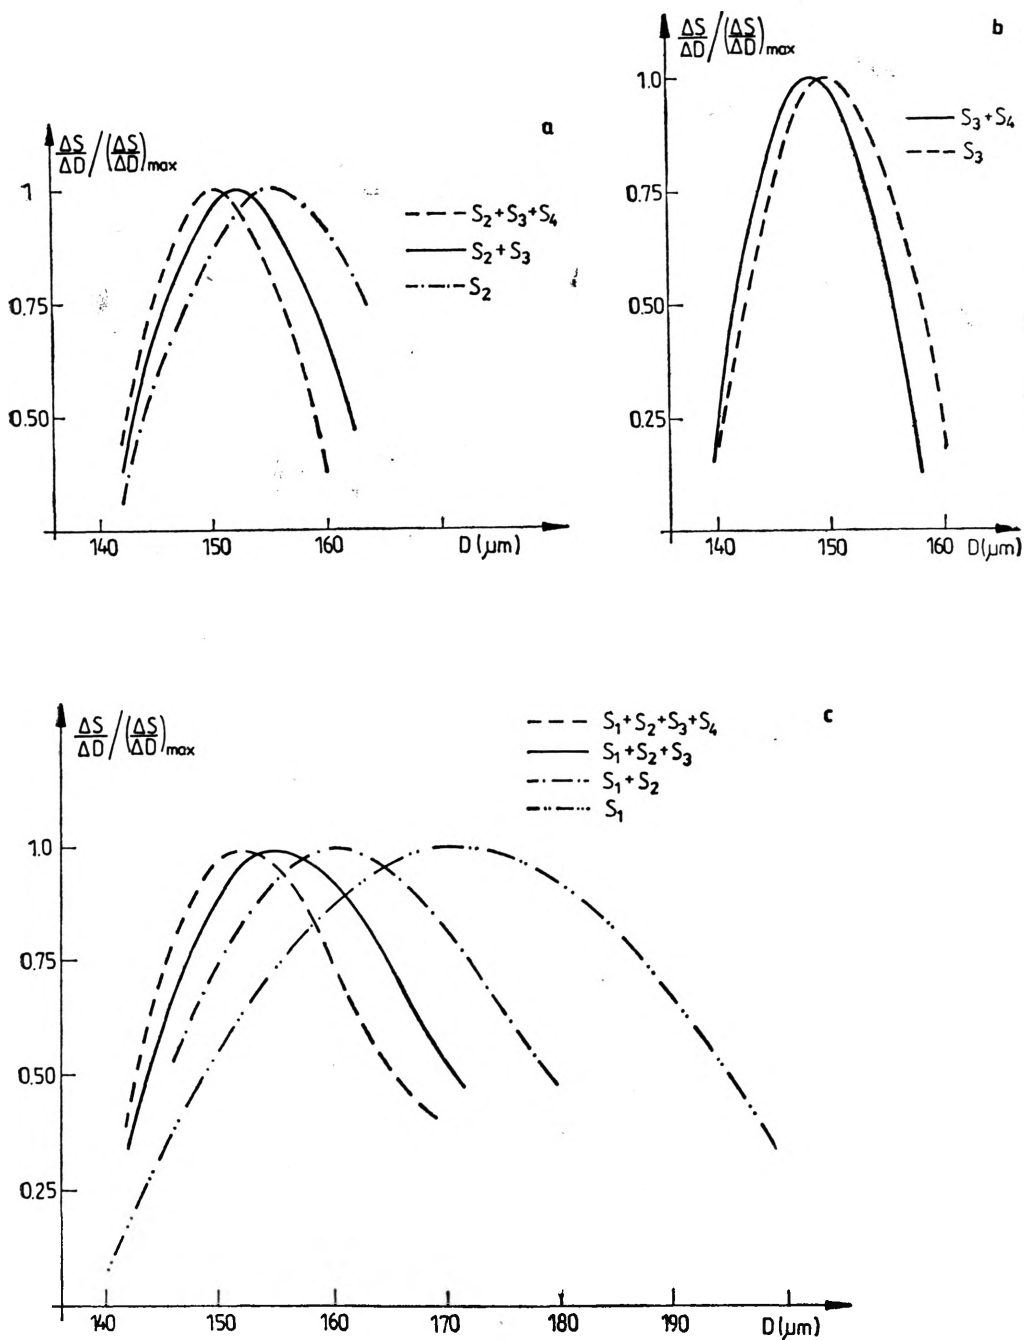 a
ΔS/ΔD / (ΔS/ΔD)max
1
0.75
0.50
140 150 160 D (μm)
S2 + S3 + S4
S2 + S3
S2
b
ΔS/ΔD / (ΔS/ΔD)max
1.0
0.75
0.50
0.25
140 150 160 D(μm)
S3 + S4
S3
c
ΔS/ΔD / (ΔS/ΔD)max
1.0
0.75
0.50
0.25
140 150 160 170 180 190 D(μm)
S1 + S2 + S3 + S4
S1 + S2 + S3
S1 + S2
S1